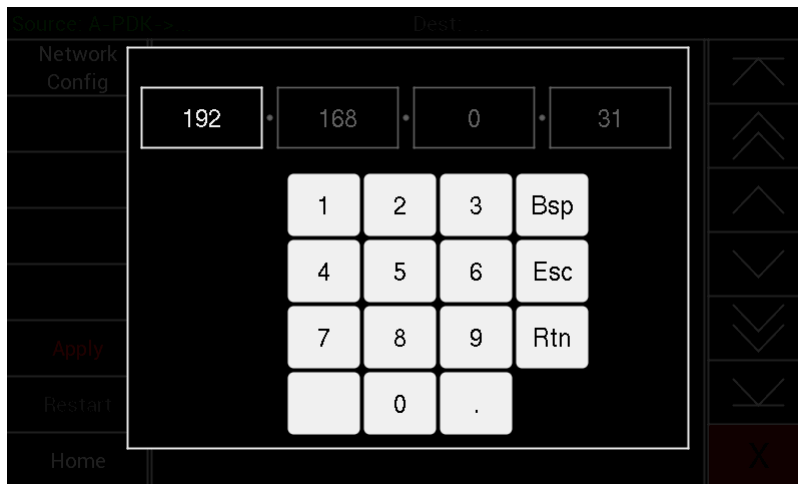 Source: A-PDK-> Dest: ...
Network
Config
192 . 168 . 0 . 31
1 2 3 Bsp
4 5 6 Esc
7 8 9 Rtn
Apply
0 .
Restart
Home X